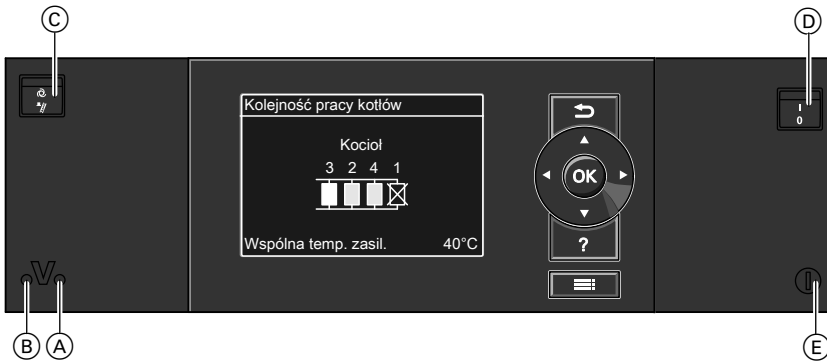 C
D
I
0
Kolejność pracy kotłów
Kocioł
3 2 4 1
Wspólna temp. zasil. 40°C
OK
?
V
B A
E